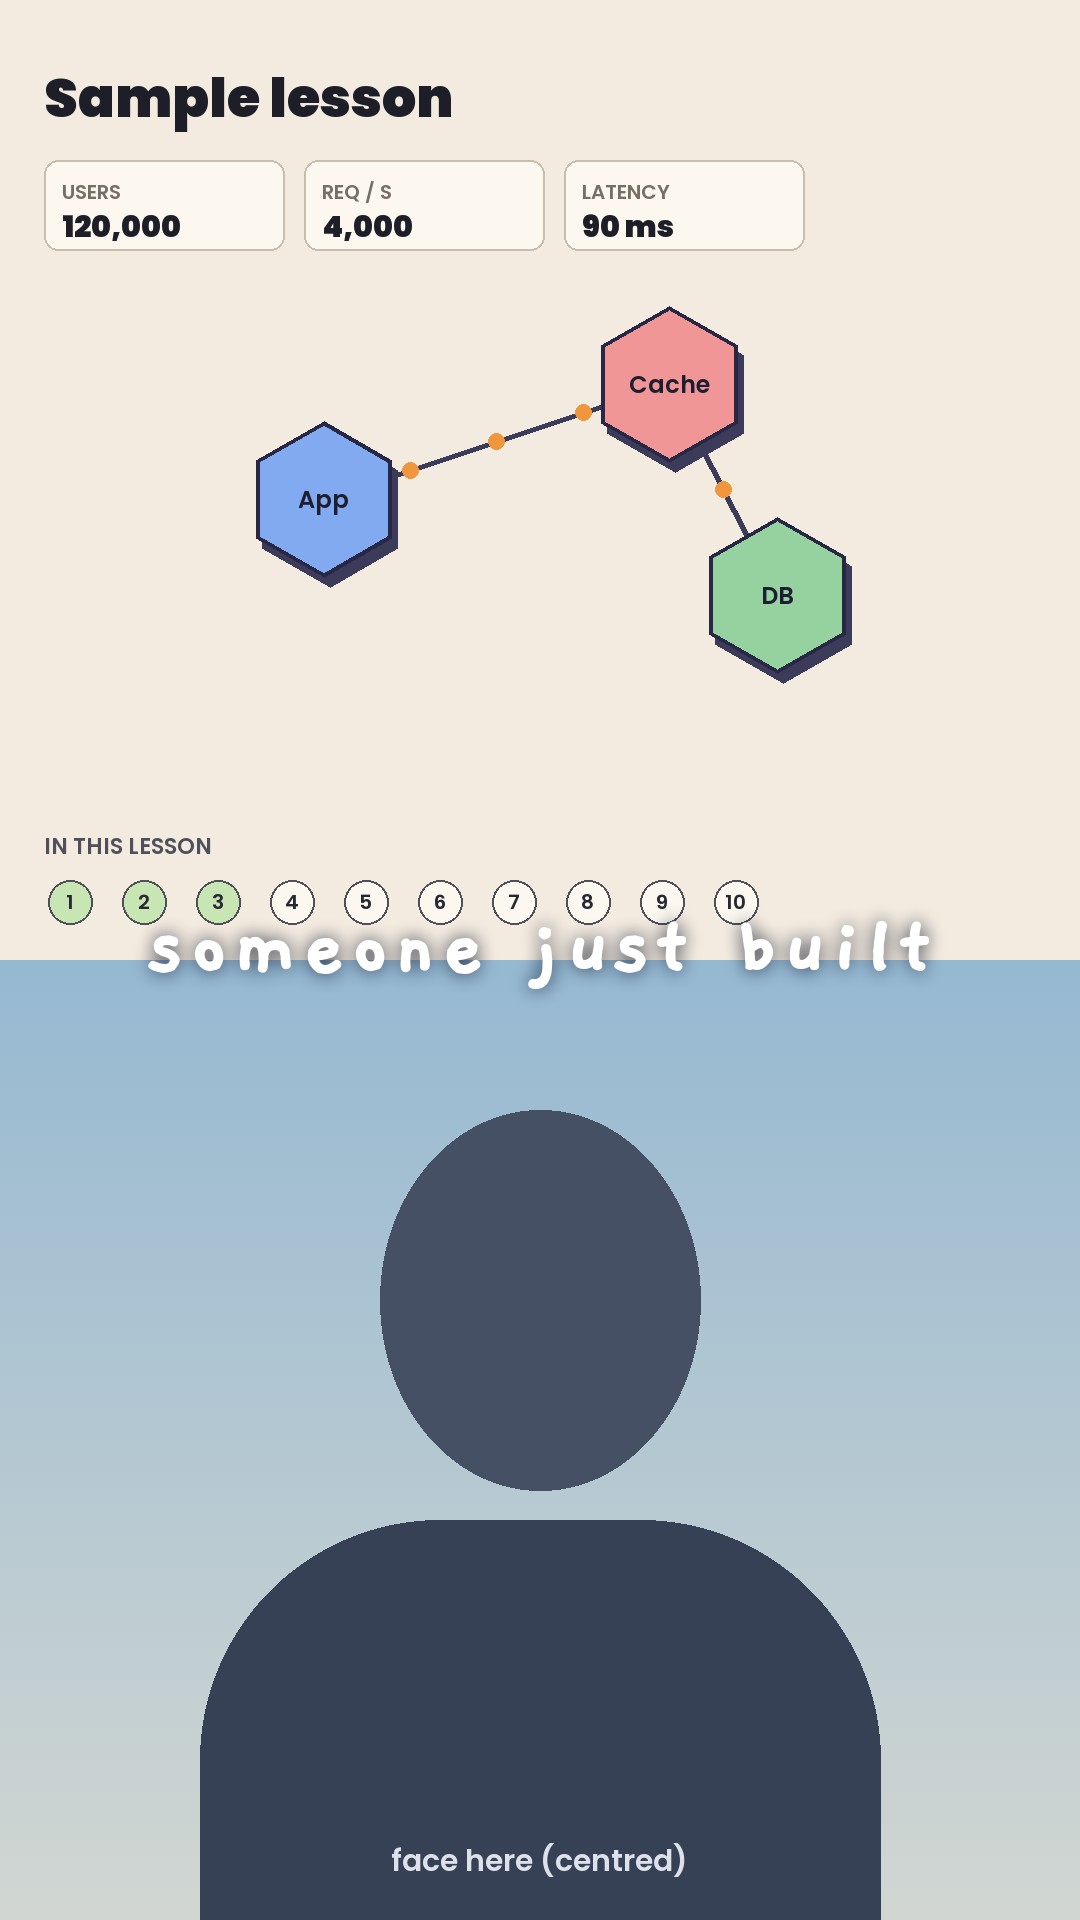 Sample lesson
USERS
120,000
REQ / S
4,000
LATENCY
90 ms
Cache
App
DB
IN THIS LESSON
1 2 3 4 5 6 7 8 9 10
someone just built
face here (centred)